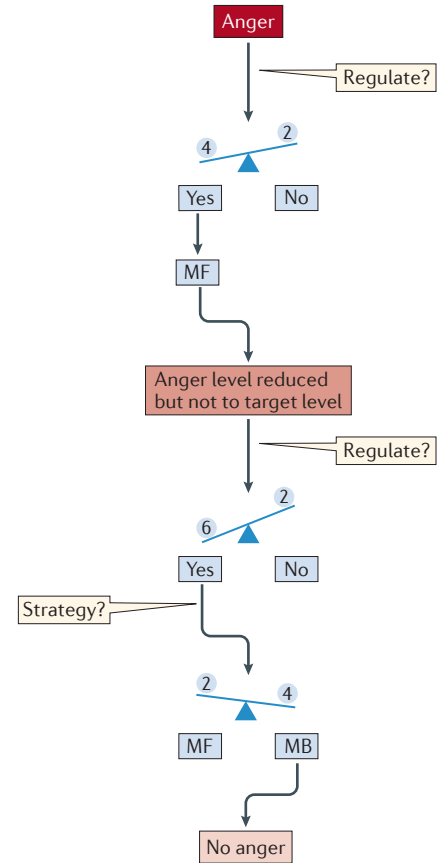 Anger
Regulate?
4
2
Yes
No
MF
Anger level reduced
but not to target level
Regulate?
6
2
Yes
No
Strategy?
2
4
MF
MB
No anger